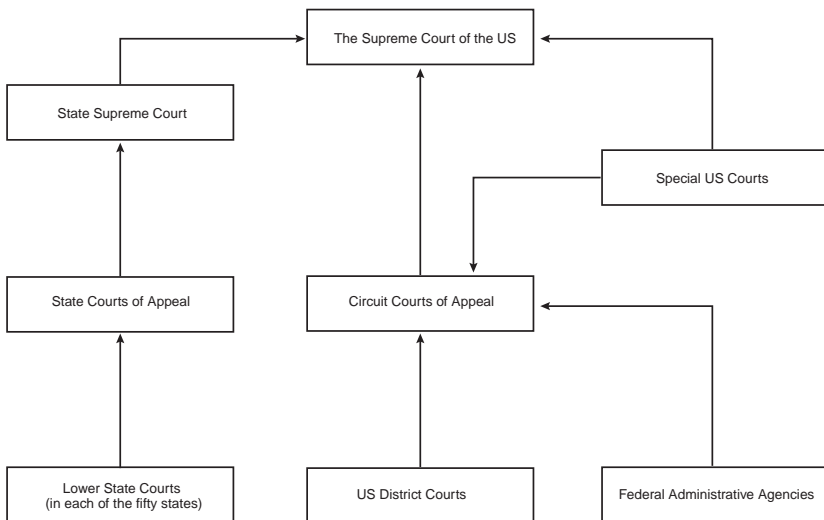 The Supreme Court of the US
State Supreme Court
Special US Courts
State Courts of Appeal
Circuit Courts of Appeal
Lower State Courts
(in each of the fifty states)
US District Courts
Federal Administrative Agencies